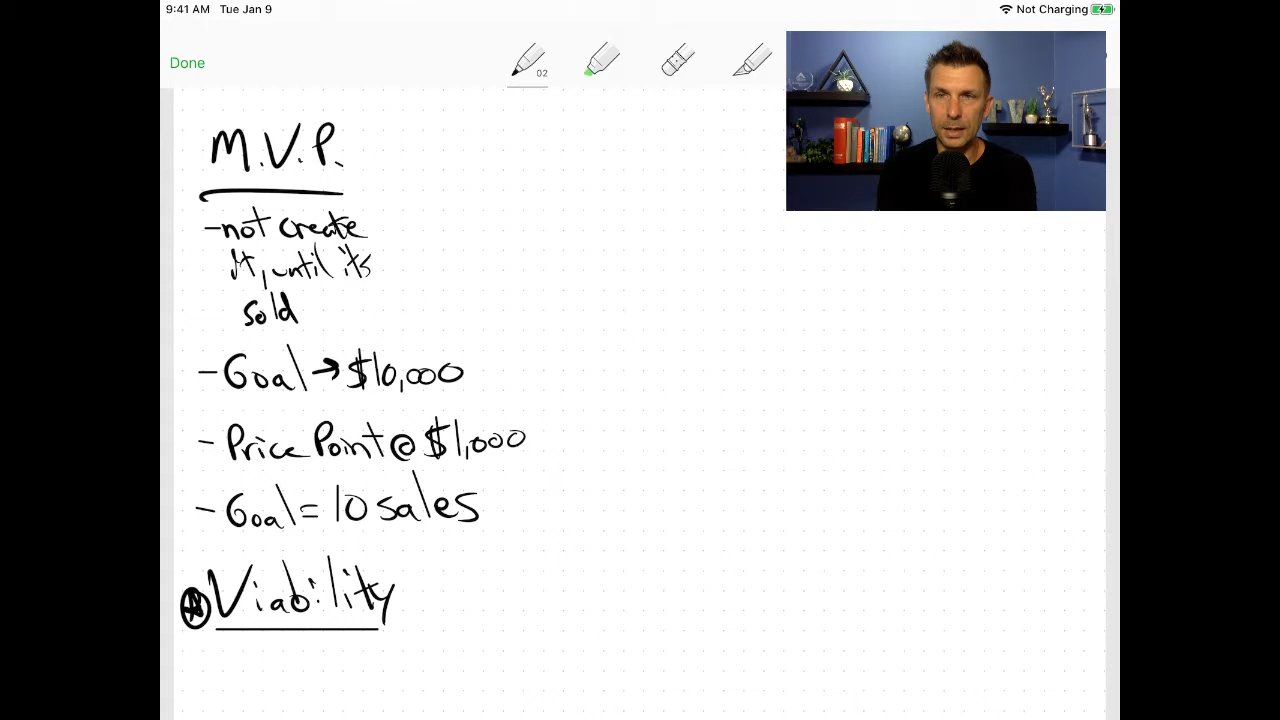 9:41 AM Tue Jan 9
Not Charging
Done
02
M.V.P.
-not create
it, until its
sold
- Goal → $10,000
- Price Point @ $1,000
- Goal = 10 sales
Viability